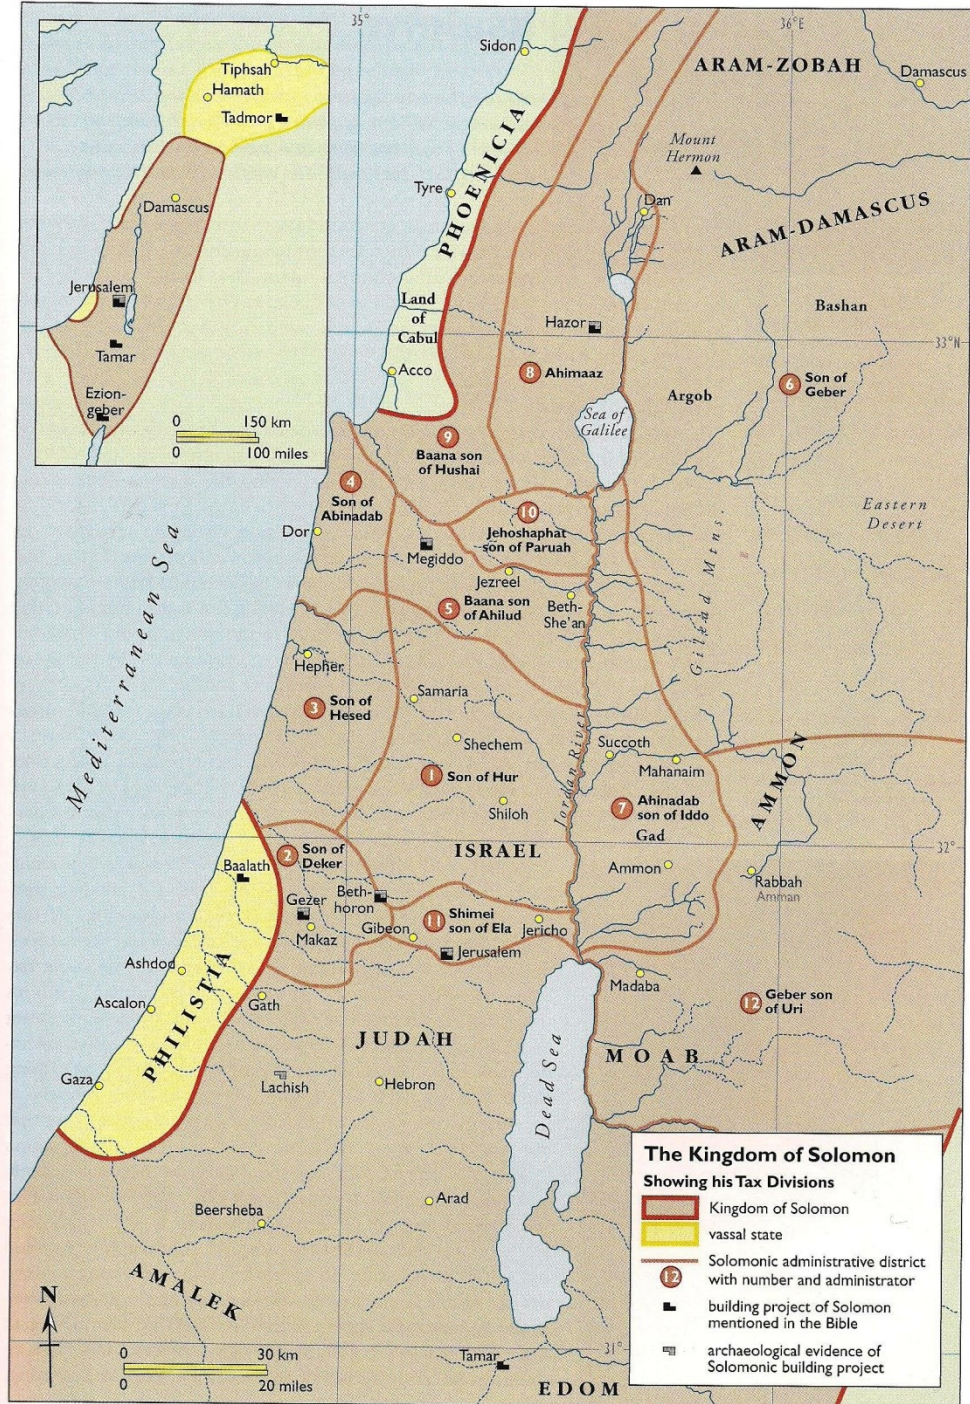 35°
36°E
Sidon
ARAM-ZOBAH
Damascus
Tiphsah
Hamath
Tadmor
Damascus
Jerusalem
Tamar
Ezion-
geber
0 150 km
0 100 miles
Mount
Hermon
Tyre
PHOENICIA
Dan
ARAM-DAMASCUS
Land
of
Cabul
Hazor
Bashan
33°N
Acco
8 Ahimaaz
Argob
6 Son of
Geber
Sea of
Galilee
9
Baana son
of Hushai
4
Son of
Abinadab
Eastern
Desert
10
Jehoshaphat
son of Paruah
Dor
Megiddo
Jezreel
Gilead Mtns.
5 Baana son
of Ahilud
Beth-
She'an
Mediterranean Sea
Hepher
Samaria
3 Son of
Hesed
Shechem
Succoth
Mahanaim
Jordan River
1 Son of Hur
AMMON
Shiloh
7 Ahinadab
son of Iddo
Gad
ISRAEL
32°
2 Son of
Deker
Baalath
Ammon
Rabbah
Amman
Beth-
horon
Gezer
Makaz
Gibeon
11 Shimei
son of Ela
Jericho
Jerusalem
Ashdod
Ascalon
Gath
PHILISTIA
Madaba
12 Geber son
of Uri
JUDAH
MOAB
Gaza
Lachish
Hebron
Dead Sea
Beersheba
Arad
AMALEK
N
0 30 km
0 20 miles
Tamar
31°
EDOM
The Kingdom of Solomon
Showing his Tax Divisions
Kingdom of Solomon
vassal state
Solomonic administrative district
12 with number and administrator
building project of Solomon
mentioned in the Bible
archaeological evidence of
Solomonic building project